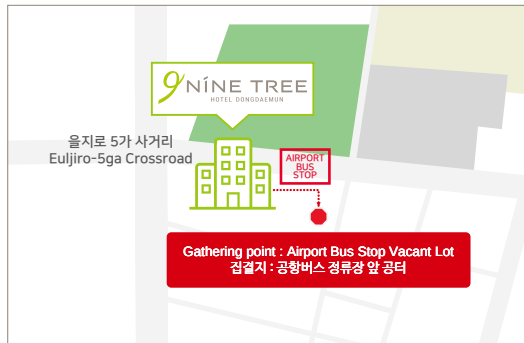 9 NÍNE TREE
HOTEL DONGDAEMUN
을지로 5가 사거리
Euljiro-5ga Crossroad
AIRPORT
BUS
STOP
Gathering point : Airport Bus Stop Vacant Lot
집결지 : 공항버스 정류장 앞 공터